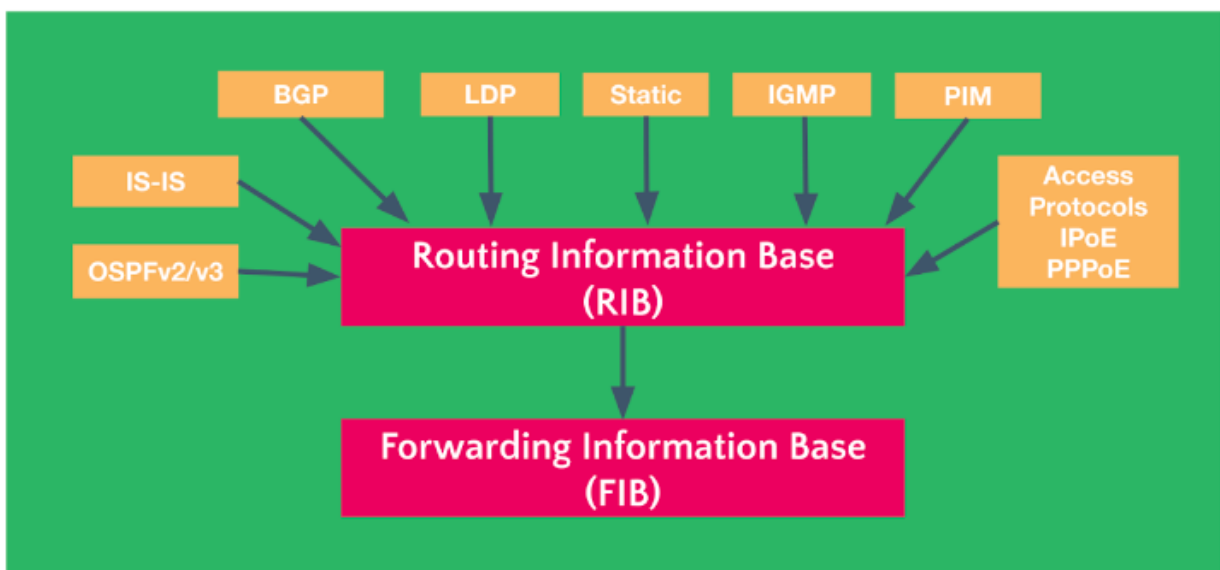 BGP
LDP
Static
IGMP
PIM
IS-IS
OSPFv2/v3
Access
Protocols
IPoE
PPPoE
Routing Information Base
(RIB)
Forwarding Information Base
(FIB)